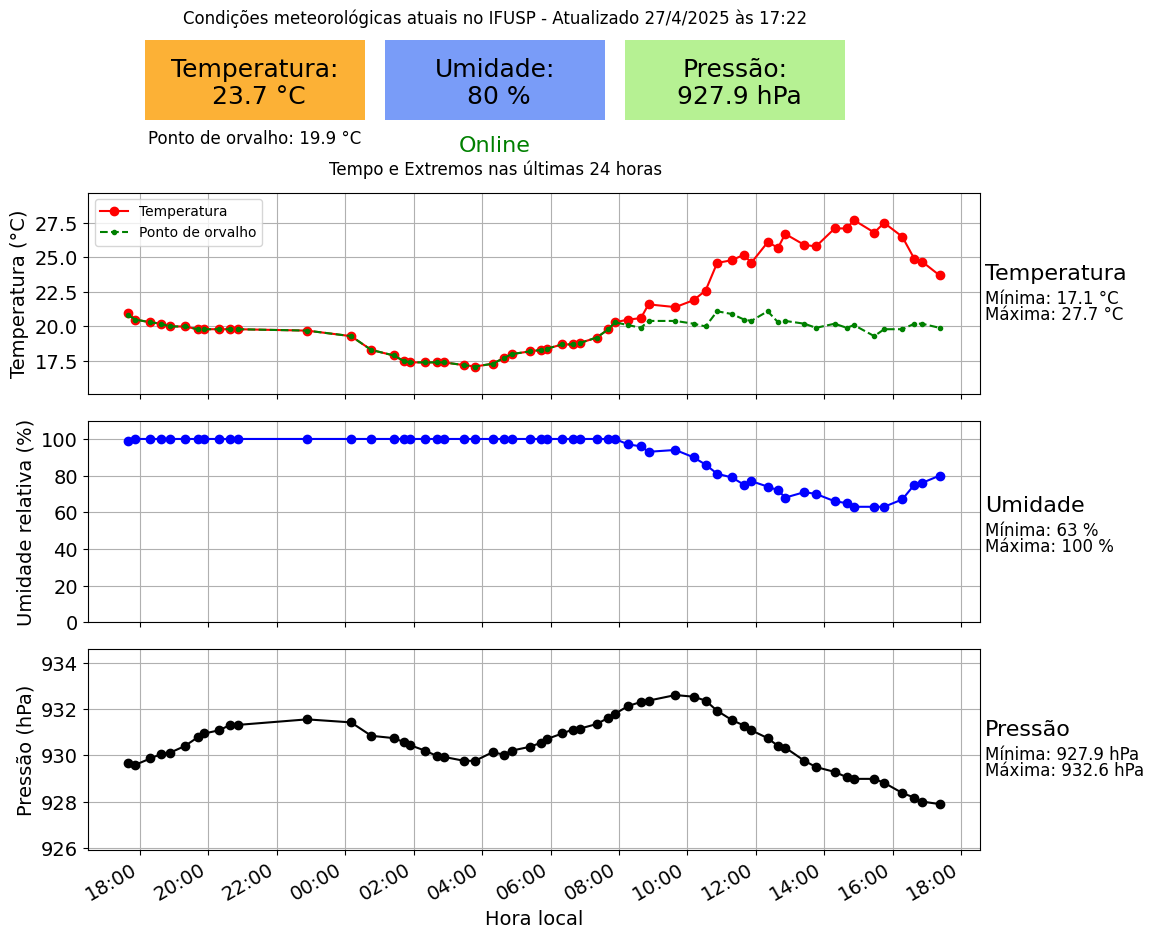 Condições meteorológicas atuais no IFUSP - Atualizado 27/4/2025 às 17:22
Temperatura:
23.7 °C
Umidade:
80 %
Pressão:
927.9 hPa
Ponto de orvalho: 19.9 °C
Online
Tempo e Extremos nas últimas 24 horas
Temperatura (°C)
27.5
25.0
22.5
20.0
17.5
Temperatura
Ponto de orvalho
Temperatura
Mínima: 17.1 °C
Máxima: 27.7 °C
Umidade relativa (%)
100
80
60
40
20
0
Umidade
Mínima: 63 %
Máxima: 100 %
Pressão (hPa)
934
932
930
928
926
Pressão
Mínima: 927.9 hPa
Máxima: 932.6 hPa
18:00
20:00
22:00
00:00
02:00
04:00
06:00
08:00
10:00
12:00
14:00
16:00
18:00
Hora local